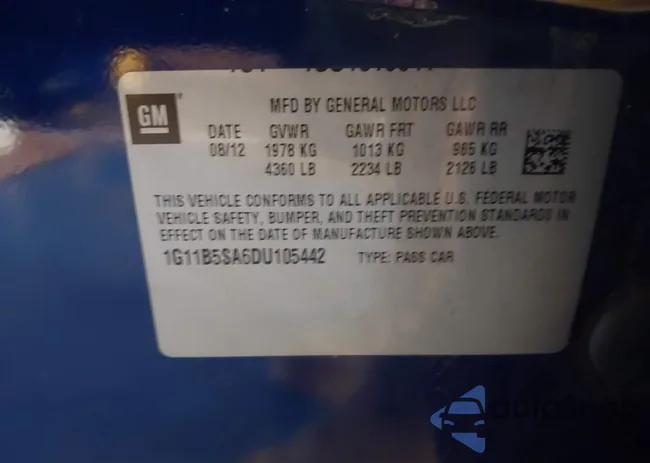 GM
MFD BY GENERAL MOTORS LLC
DATE GVWR GAWR FRT GAWR RR
08/12 1978 KG 1013 KG 965 KG
4360 LB 2234 LB 2126 LB
THIS VEHICLE CONFORMS TO ALL APPLICABLE U.S. FEDERAL MOTOR
VEHICLE SAFETY, BUMPER, AND THEFT PREVENTION STANDARDS IN
EFFECT ON THE DATE OF MANUFACTURE SHOWN ABOVE.
1G11B5SA6DU105442 TYPE: PASS CAR